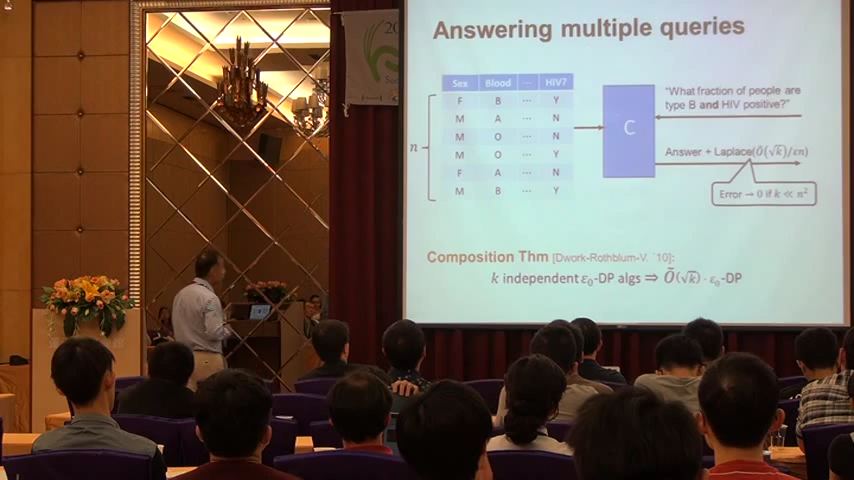 Answering multiple queries
Sex Blood ⋯ HIV?
F B ⋯ Y
M A ⋯ N
M O ⋯ N
M O ⋯ Y
F A ⋯ N
M B ⋯ Y
n
C
"What fraction of people are
type B and HIV positive?"
Answer + Laplace(Õ(√k)/εn)
Error → 0 if k ≪ n²
Composition Thm [Dwork-Rothblum-V. `10]:
k independent ε₀-DP algs ⇒ Õ(√k) · ε₀-DP